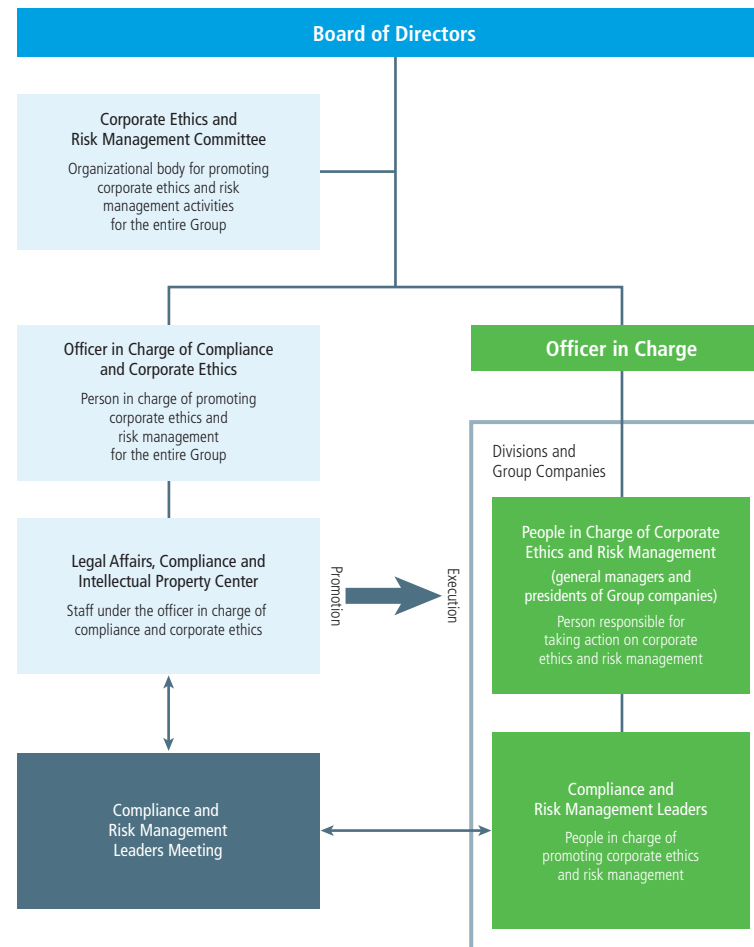 Board of Directors
Corporate Ethics and
Risk Management Committee
Organizational body for promoting
corporate ethics and risk
management activities
for the entire Group
Officer in Charge of Compliance
and Corporate Ethics
Person in charge of promoting
corporate ethics and
risk management
for the entire Group
Officer in Charge
Divisions and
Group Companies
Legal Affairs, Compliance and
Intellectual Property Center
Staff under the officer in charge of
compliance and corporate ethics
Promotion
Execution
People in Charge of Corporate
Ethics and Risk Management
(general managers and
presidents of Group companies)
Person responsible for
taking action on corporate
ethics and risk management
Compliance and
Risk Management
Leaders Meeting
Compliance and
Risk Management Leaders
People in charge of
promoting corporate ethics
and risk management